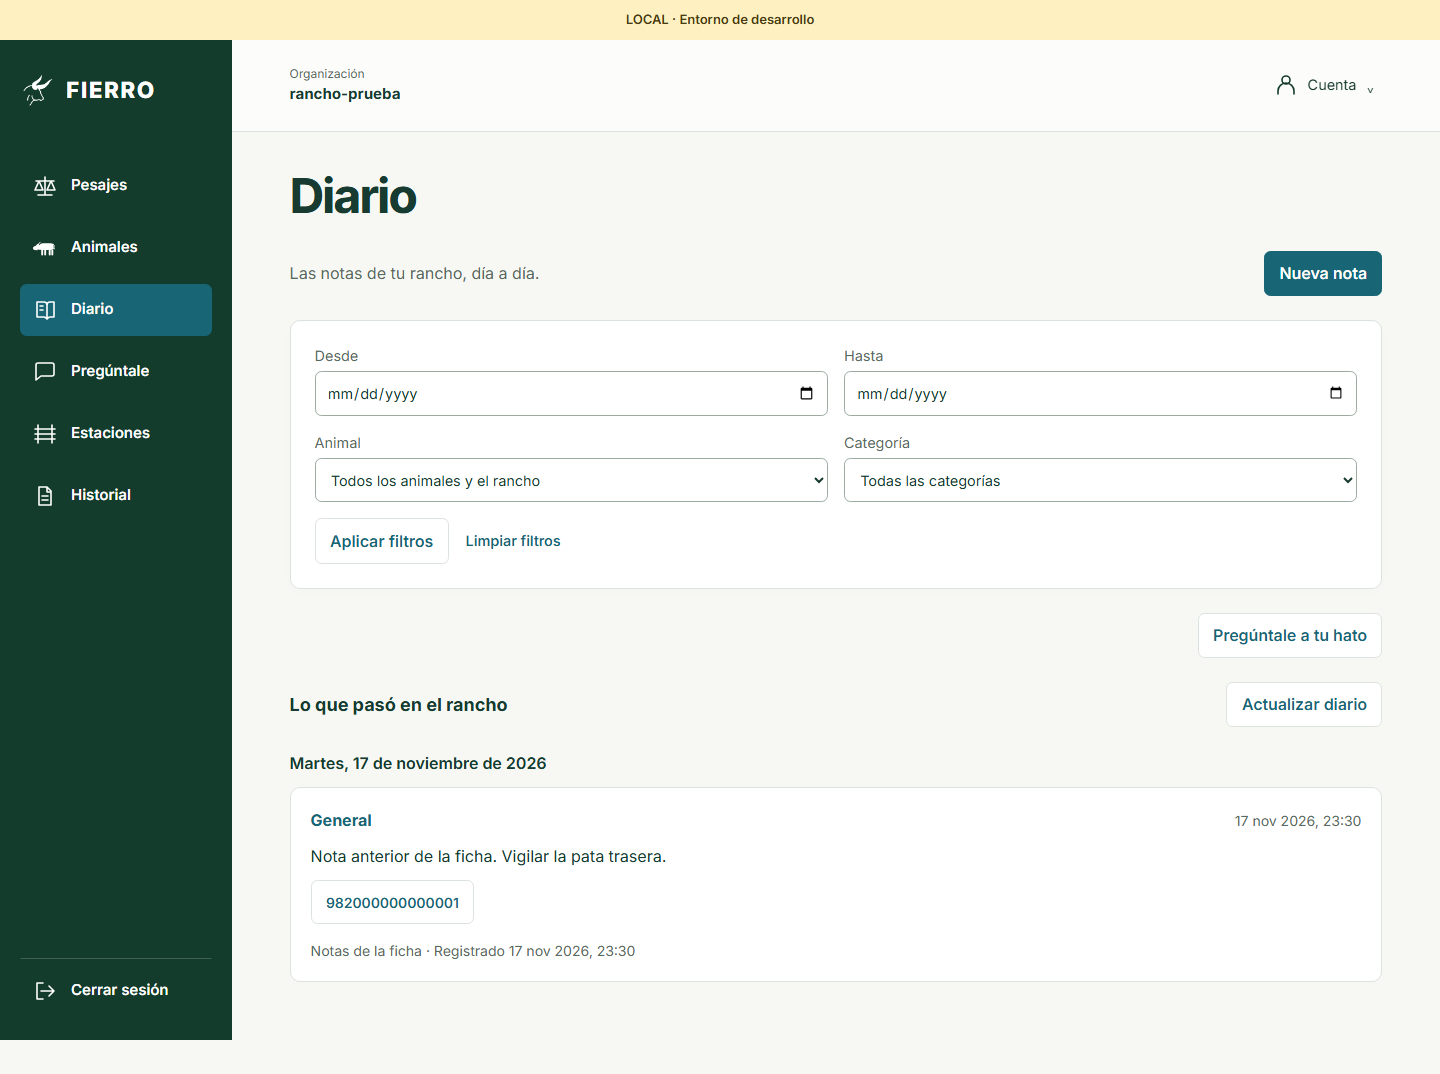 LOCAL · Entorno de desarrollo
FIERRO
Organización
rancho-prueba
Cuenta
Pesajes
Animales
Diario
Pregúntale
Estaciones
Historial
Cerrar sesión
Diario
Las notas de tu rancho, día a día.
Nueva nota
Desde
Hasta
mm/dd/yyyy
mm/dd/yyyy
Animal
Categoría
Todos los animales y el rancho
Todas las categorías
Aplicar filtros
Limpiar filtros
Pregúntale a tu hato
Lo que pasó en el rancho
Actualizar diario
Martes, 17 de noviembre de 2026
General
17 nov 2026, 23:30
Nota anterior de la ficha. Vigilar la pata trasera.
982000000000001
Notas de la ficha · Registrado 17 nov 2026, 23:30